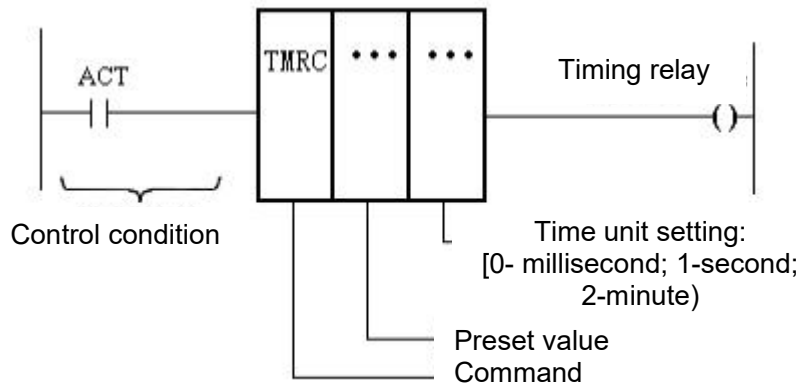 TMRC ••• •••
ACT
Timing relay
( )
Control condition
Time unit setting:
[0- millisecond; 1-second;
2-minute)
Preset value
Command